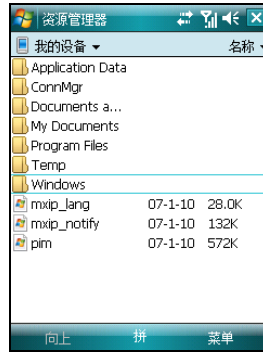 资源管理器
我的设备 名称
Application Data
ConnMgr
Documents a...
My Documents
Program Files
Temp
Windows
mxip_lang 07-1-10 28.0K
mxip_notify 07-1-10 132K
pim 07-1-10 572K
向上 拼 菜单